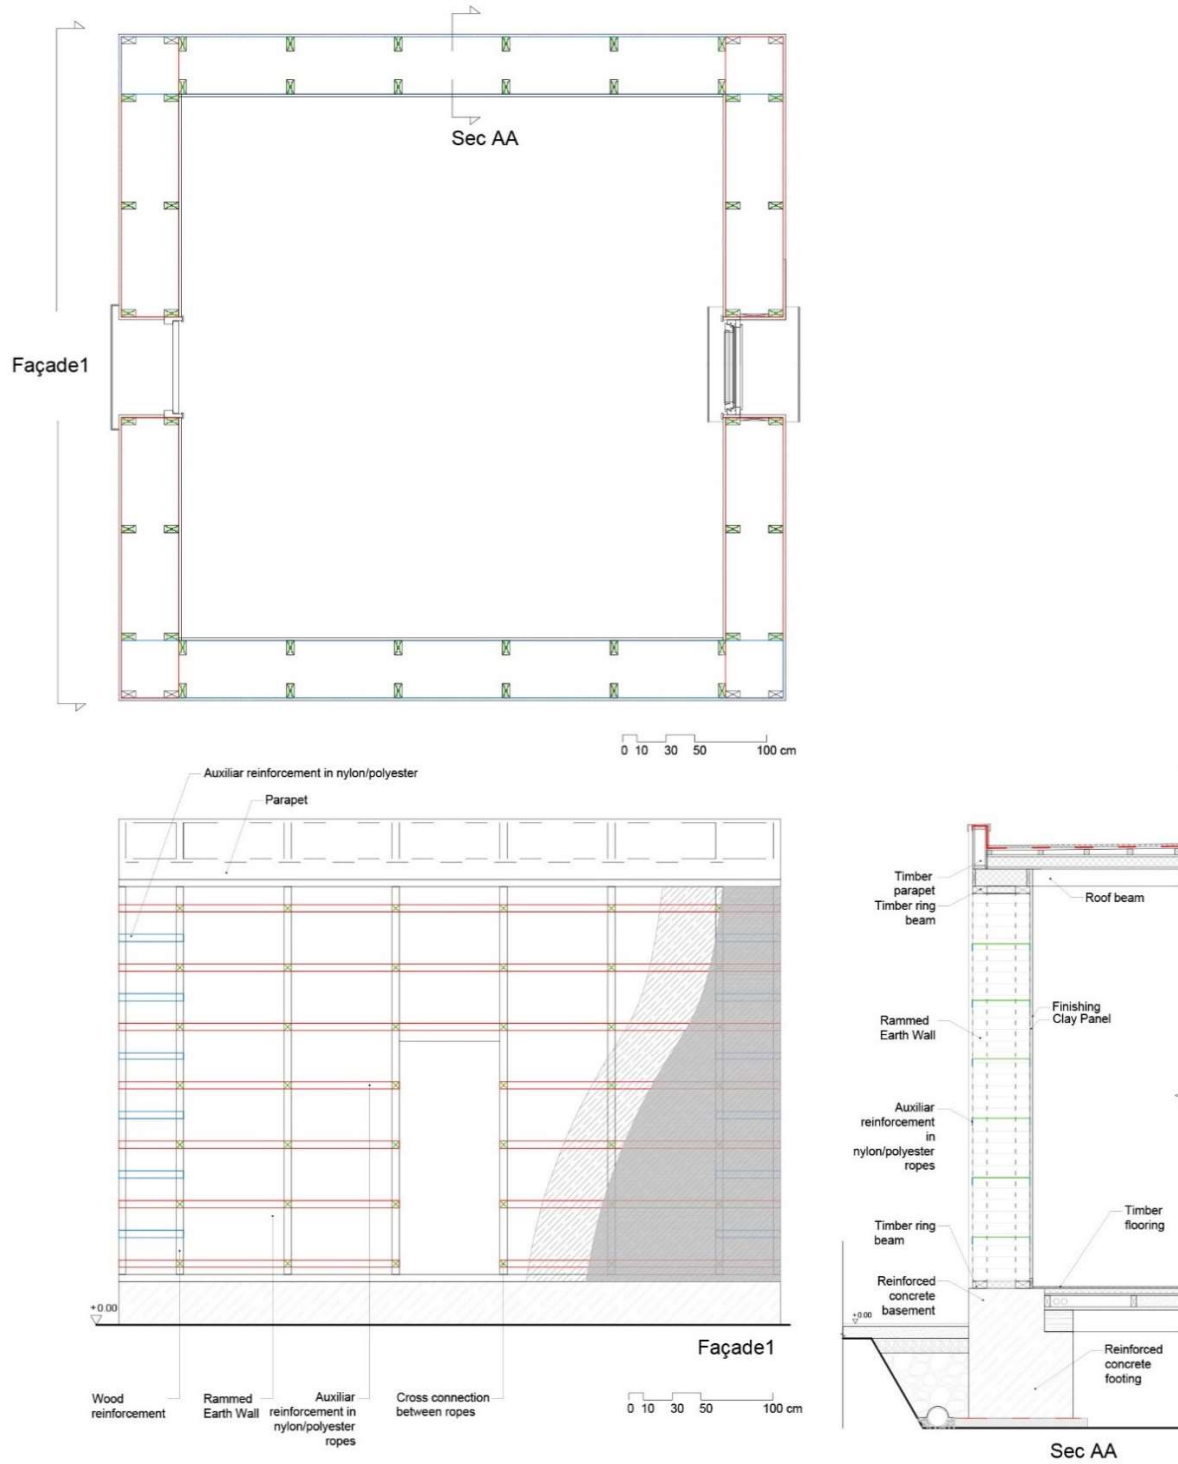 Sec AA
Façade1
0 10 30 50 100 cm
Auxiliar reinforcement in nylon/polyester
Parapet
+0.00
Façade1
Wood
reinforcement
Rammed
Earth Wall
Auxiliar
reinforcement in
nylon/polyester
ropes
Cross connection
between ropes
0 10 30 50 100 cm
Timber
parapet
Timber ring
beam
Roof beam
Rammed
Earth Wall
Finishing
Clay Panel
Auxiliar
reinforcement
in
nylon/polyester
ropes
Timber ring
beam
Timber
flooring
Reinforced
concrete
basement
+0.00
Reinforced
concrete
footing
Sec AA